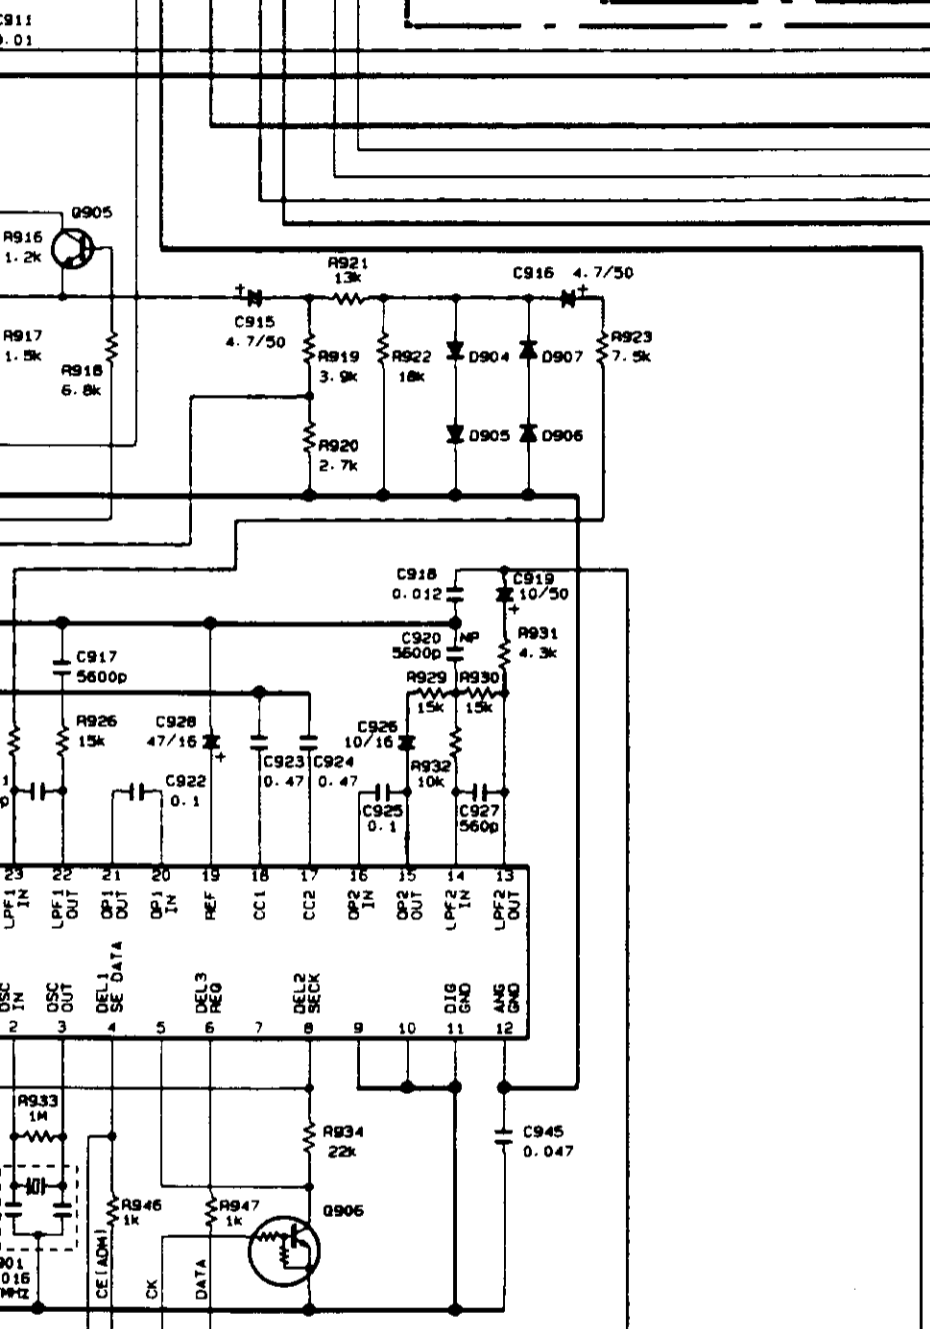 C911
0.01
Q905
R916
1.2k
R921
13k
C916 4.7/50
C915
4.7/50
R917
1.5k
R918
6.8k
R919
3.9k
R922
18k
D904
D907
R923
7.5k
R920
2.7k
D905
D906
C918
0.012
C919
10/50
C920
5600p
NP
R931
4.3k
C917
5600p
R929
15k
R930
15k
R926
15k
C928
47/16
C926
10/16
C923
0.47
C924
0.47
R932
10k
C922
0.1
C925
0.1
C927
560p
23 22 21 20 19 18 17 16 15 14 13
LPF1 IN
LPF1 OUT
OP1 OUT
OP1 IN
REF
CC1
CC2
OP2 IN
OP2 OUT
LPF2 IN
LPF2 OUT
OSC IN
OSC OUT
DEL1 SE DATA
DEL3 REQ
DEL2 SECK
DIG GND
ANG GND
2 3 4 5 6 7 8 9 10 11 12
R933
1M
R934
22k
C945
0.047
R946
1k
R947
1k
Q906
CE(ADM)
CK
DATA
901
016
MHZ